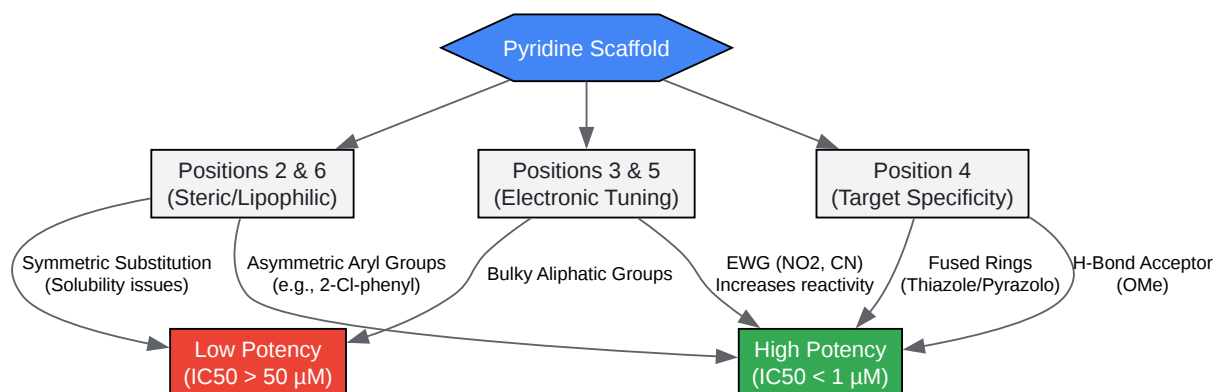 Pyridine Scaffold
Positions 2 & 6
(Steric/Lipophilic)
Positions 3 & 5
(Electronic Tuning)
Position 4
(Target Specificity)
Symmetric Substitution
(Solubility issues)
Asymmetric Aryl Groups
(e.g., 2-Cl-phenyl)
Bulky Aliphatic Groups
EWG (NO2, CN)
Increases reactivity
Fused Rings
(Thiazole/Pyrazolo)
H-Bond Acceptor
(OMe)
Low Potency
(IC50 > 50 µM)
High Potency
(IC50 < 1 µM)